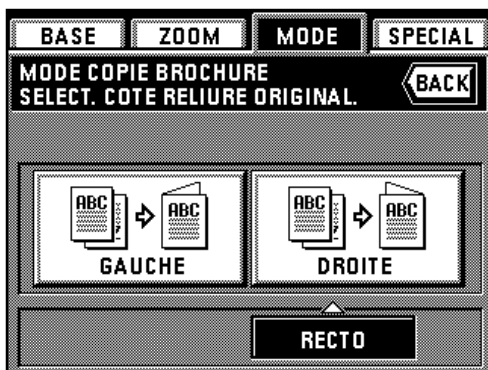 BASE ZOOM MODE SPECIAL
MODE COPIE BROCHURE
SELECT. COTE RELIURE ORIGINAL.
BACK
ABC ABC ABC ABC
GAUCHE DROITE
RECTO